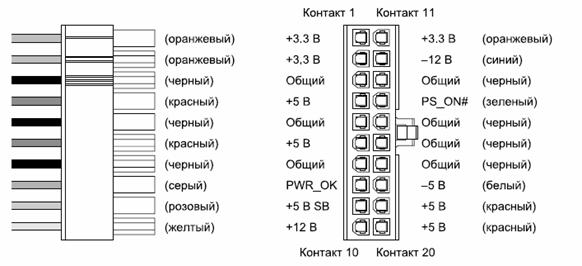 Контакт 1 Контакт 11
(оранжевый) +3.3 В +3.3 В (оранжевый)
(оранжевый) +3,3 В –12 В (синий)
(черный) Общий Общий (черный)
(красный) +5 В PS_ON# (зеленый)
(черный) Общий Общий (черный)
(красный) +5 В Общий (черный)
(черный) Общий Общий (черный)
(серый) PWR_OK –5 В (белый)
(розовый) +5 В SB +5 В (красный)
(желтый) +12 В +5 В (красный)
Контакт 10 Контакт 20